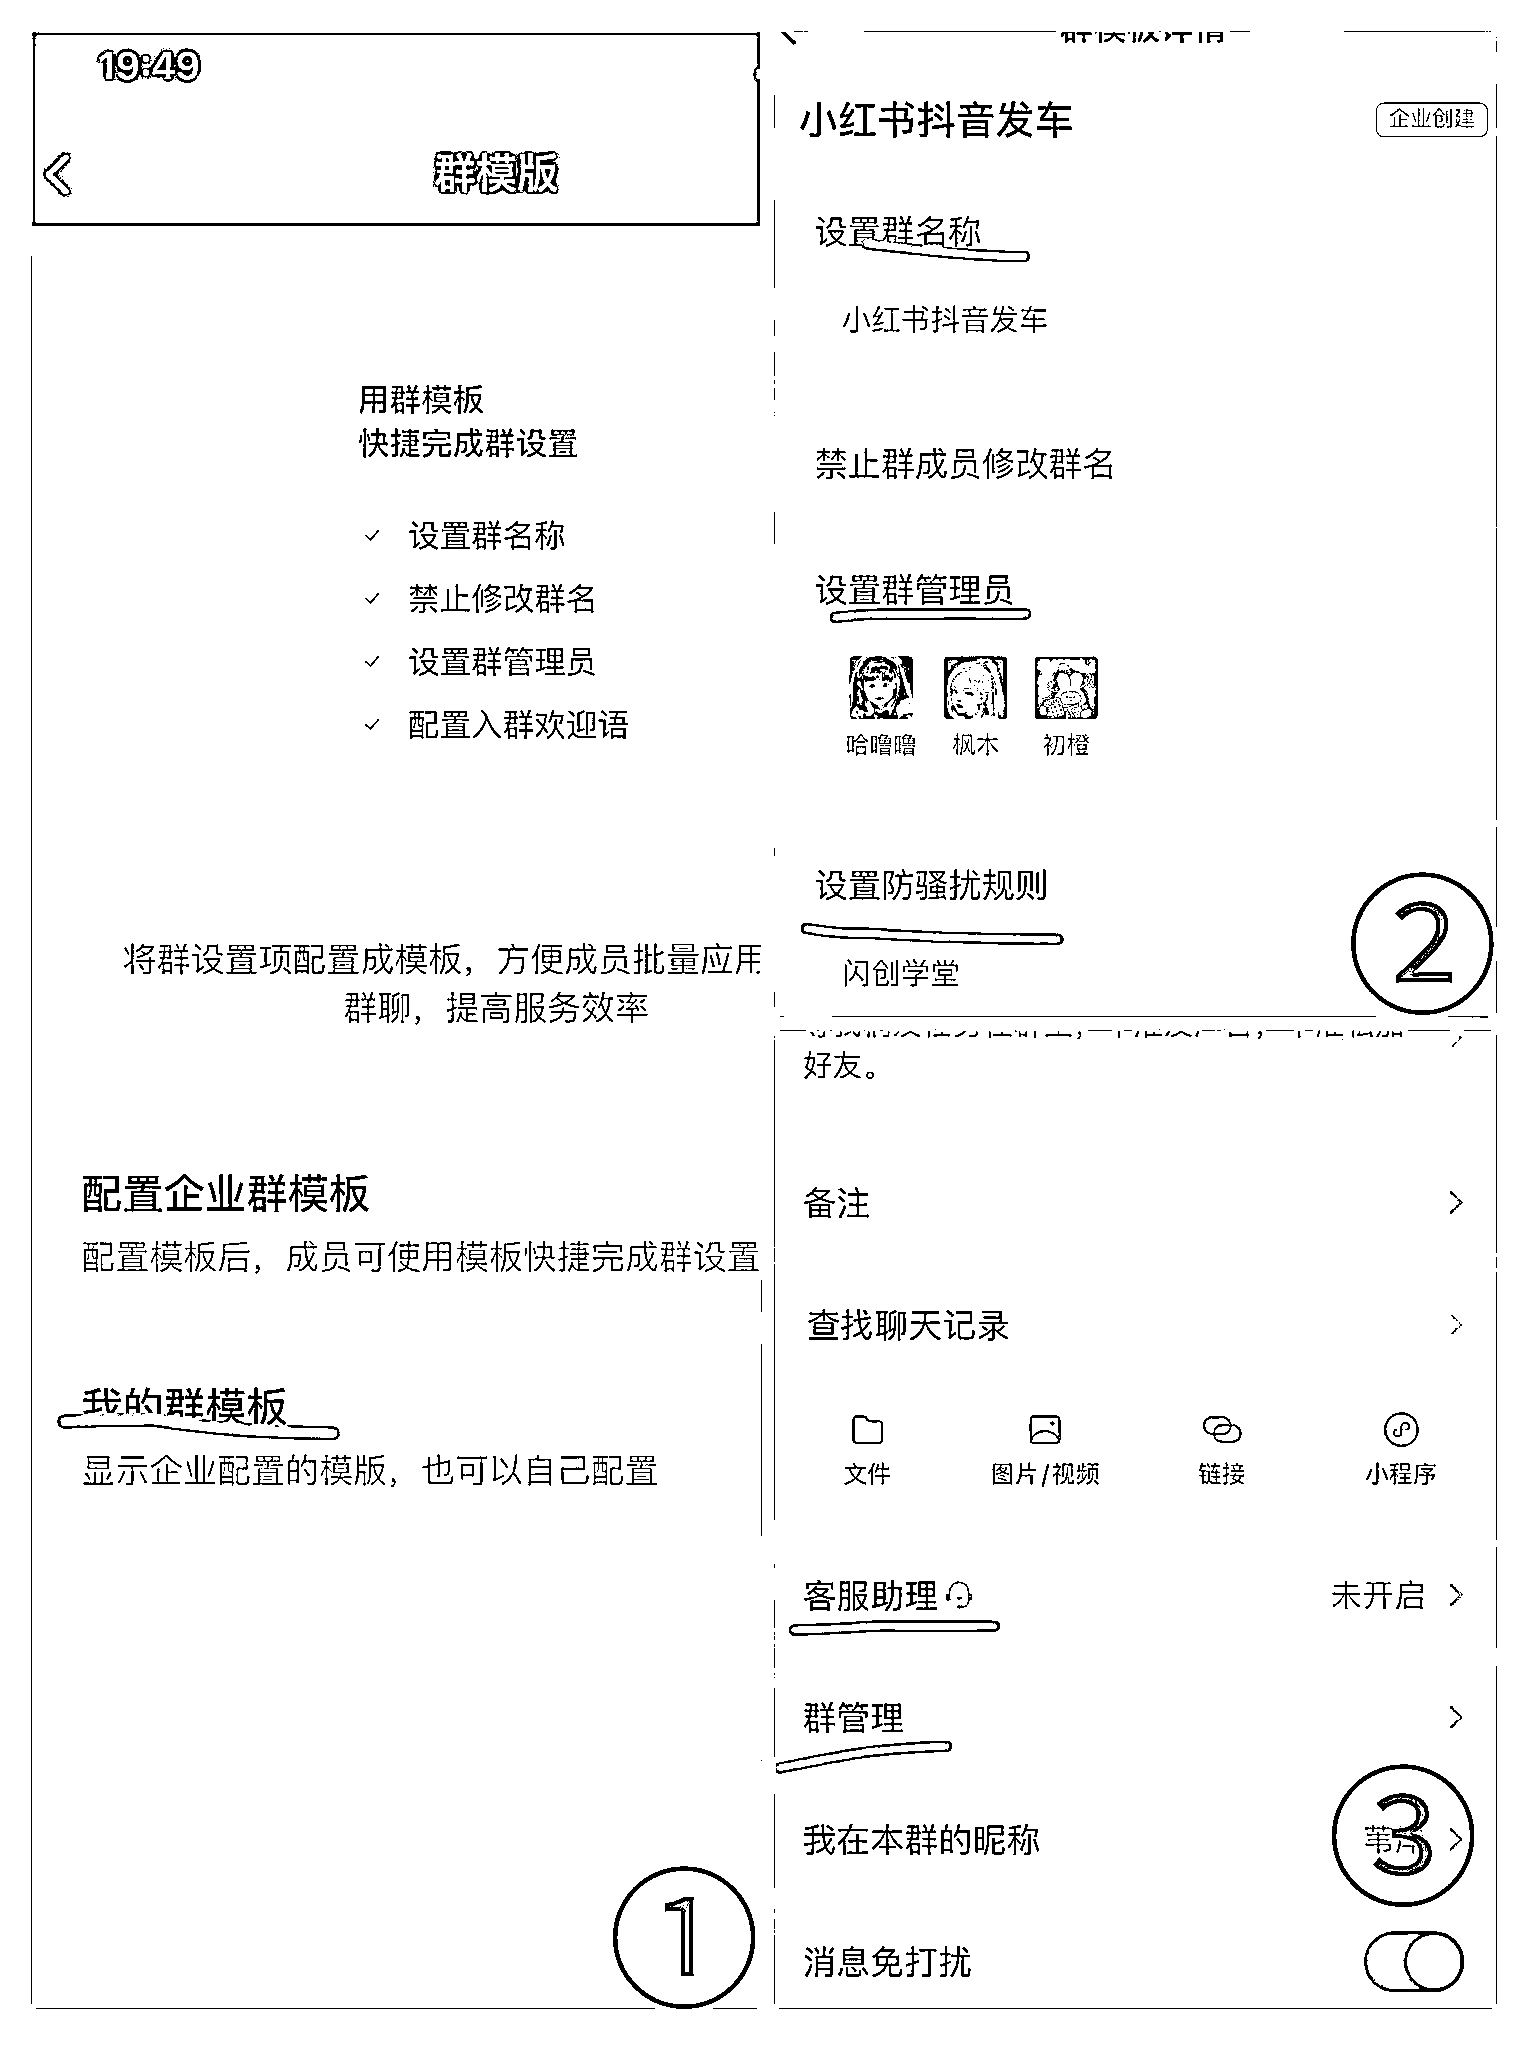 19:49
群模版
用群模板
快捷完成群设置
设置群名称
禁止修改群名
设置群管理员
配置入群欢迎语
将群设置项配置成模板，方便成员批量应用
群聊，提高服务效率
配置企业群模板
配置模板后，成员可使用模板快捷完成群设置
我的群模板
显示企业配置的模版，也可以自己配置
1
群模板详情
小红书抖音发车
企业创建
设置群名称
小红书抖音发车
禁止群成员修改群名
设置群管理员
哈噜噜 枫木 初橙
设置防骚扰规则
闪创学堂
2
好友。
备注
查找聊天记录
文件 图片/视频 链接 小程序
客服助理 未开启
群管理
我在本群的昵称
3
消息免打扰